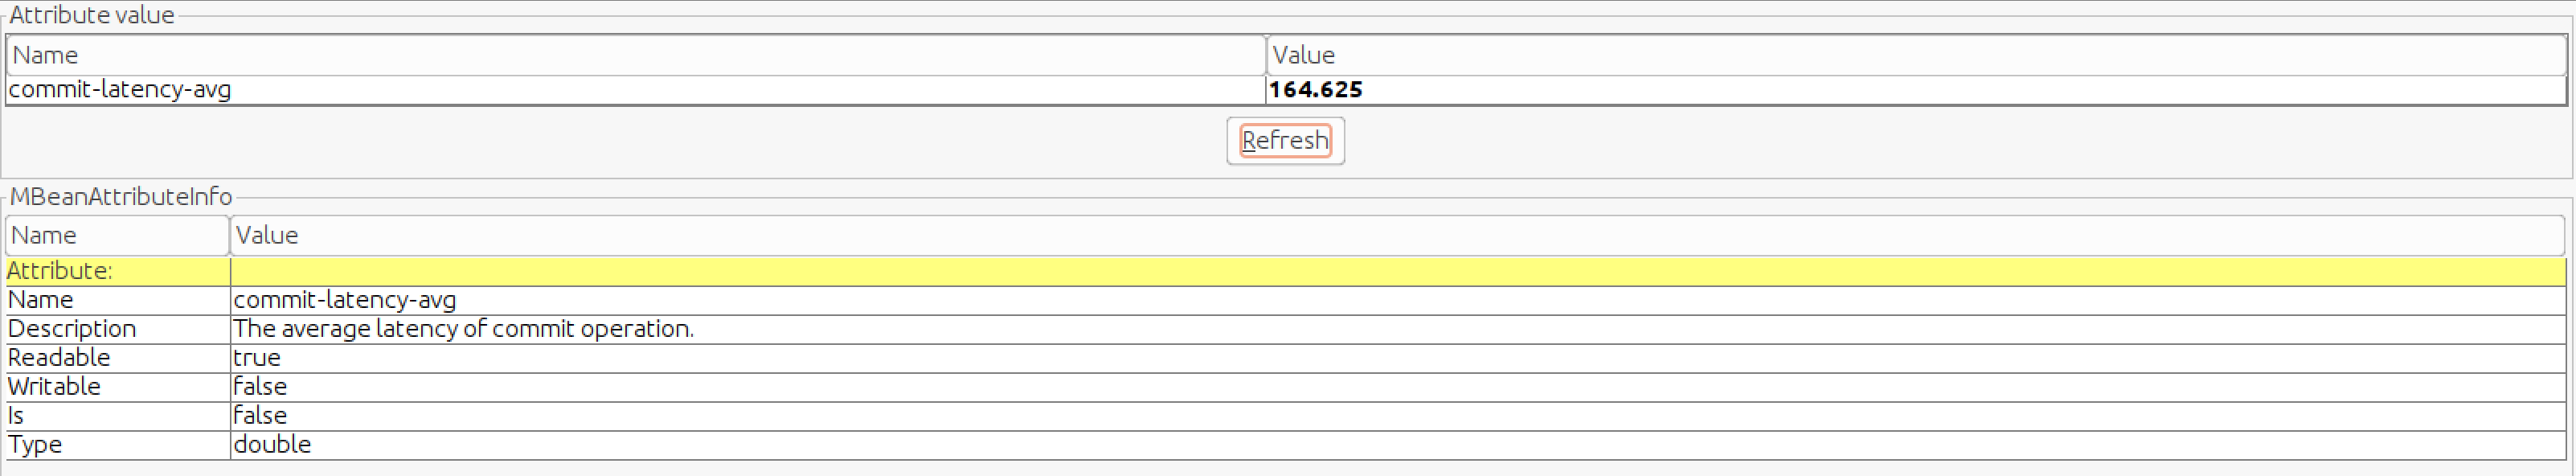 Attribute value
Name Value
commit-latency-avg 164.625
Refresh
MBeanAttributeInfo
Name Value
Attribute:
Name commit-latency-avg
Description The average latency of commit operation.
Readable true
Writable false
Is false
Type double